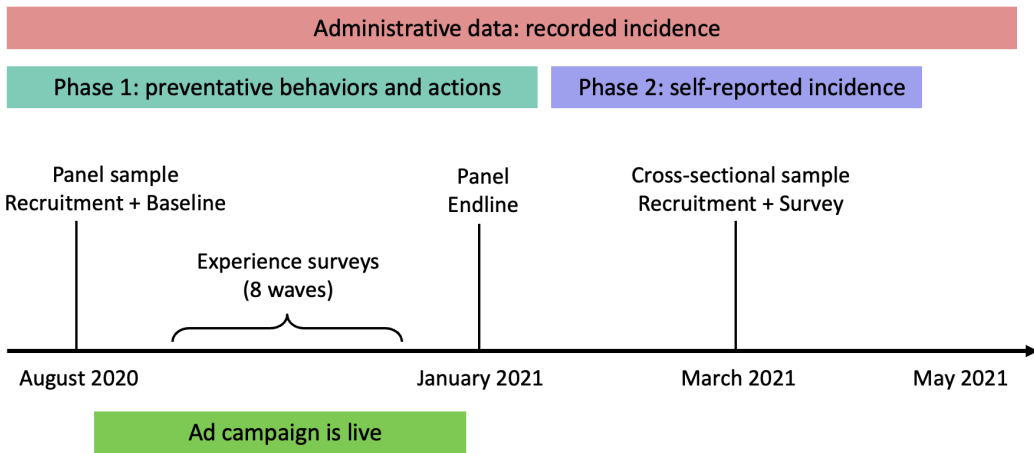 Administrative data: recorded incidence
Phase 1: preventative behaviors and actions
Phase 2: self-reported incidence
Panel sample
Recruitment + Baseline
Panel
Endline
Cross-sectional sample
Recruitment + Survey
Experience surveys
(8 waves)
August 2020
January 2021
March 2021
May 2021
Ad campaign is live